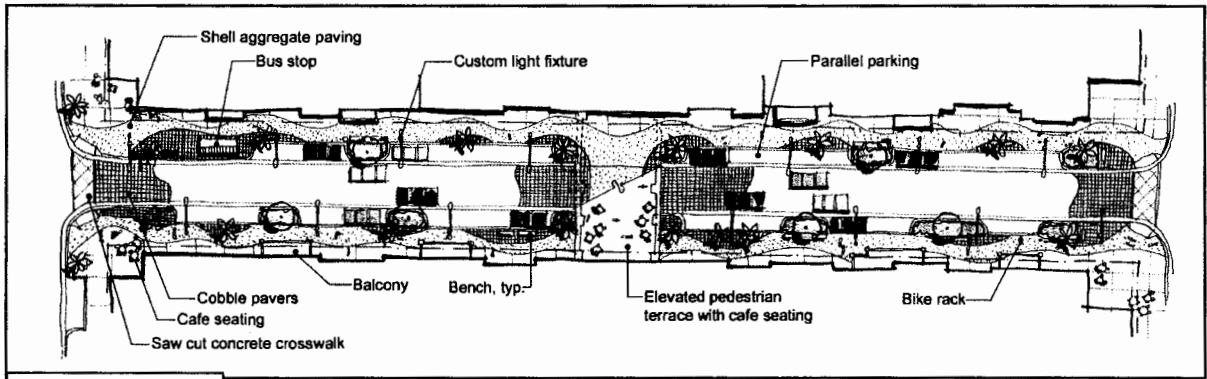 Shell aggregate paving
Bus stop
Custom light fixture
Parallel parking
Cobble pavers
Cafe seating
Saw cut concrete crosswalk
Balcony
Bench, typ.
Elevated pedestrian
terrace with cafe seating
Bike rack